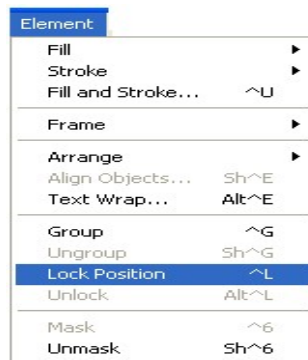 Element
Fill
Stroke
Fill and Stroke... ^U
Frame
Arrange
Align Objects... Sh^E
Text Wrap... Alt^E
Group ^G
Ungroup Sh^G
Lock Position ^L
Unlock Alt^L
Mask ^6
Unmask Sh^6